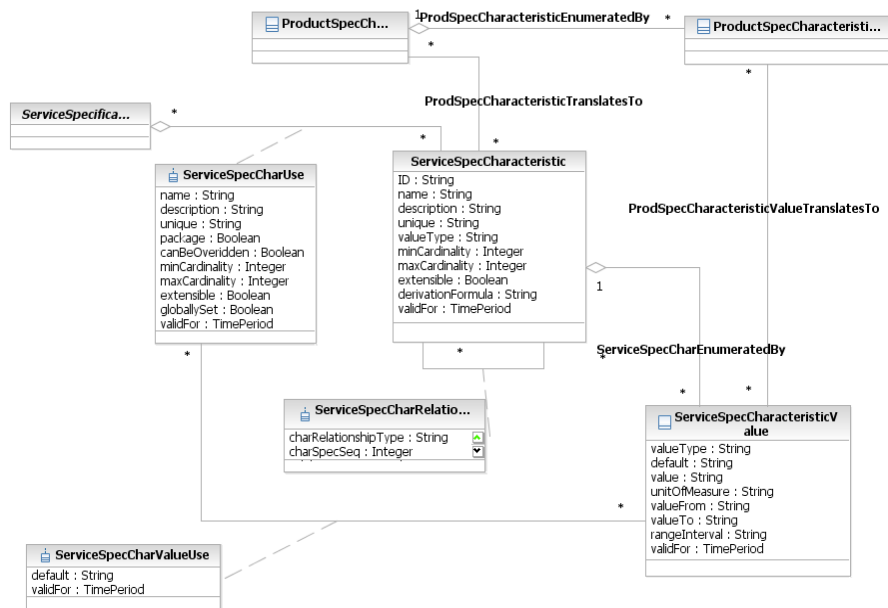 ProductSpecCh...
1
ProdSpecCharacteristicEnumeratedBy
*
ProductSpecCharacteristi...
*
*
ProdSpecCharacteristicTranslatesTo
ServiceSpecifica...
*
*
*
ServiceSpecCharUse
name : String
description : String
unique : String
package : Boolean
canBeOveridden : Boolean
minCardinality : Integer
maxCardinality : Integer
extensible : Boolean
globallySet : Boolean
validFor : TimePeriod
*
ServiceSpecCharacteristic
ID : String
name : String
description : String
unique : String
valueType : String
minCardinality : Integer
maxCardinality : Integer
extensible : Boolean
derivationFormula : String
validFor : TimePeriod
*
ProdSpecCharacteristicValueTranslatesTo
1
ServiceSpecCharEnumeratedBy
*
*
*
ServiceSpecCharRelatio...
charRelationshipType : String
charSpecSeq : Integer
ServiceSpecCharacteristicV
alue
valueType : String
default : String
value : String
unitOfMeasure : String
valueFrom : String
valueTo : String
rangeInterval : String
validFor : TimePeriod
*
ServiceSpecCharValueUse
default : String
validFor : TimePeriod